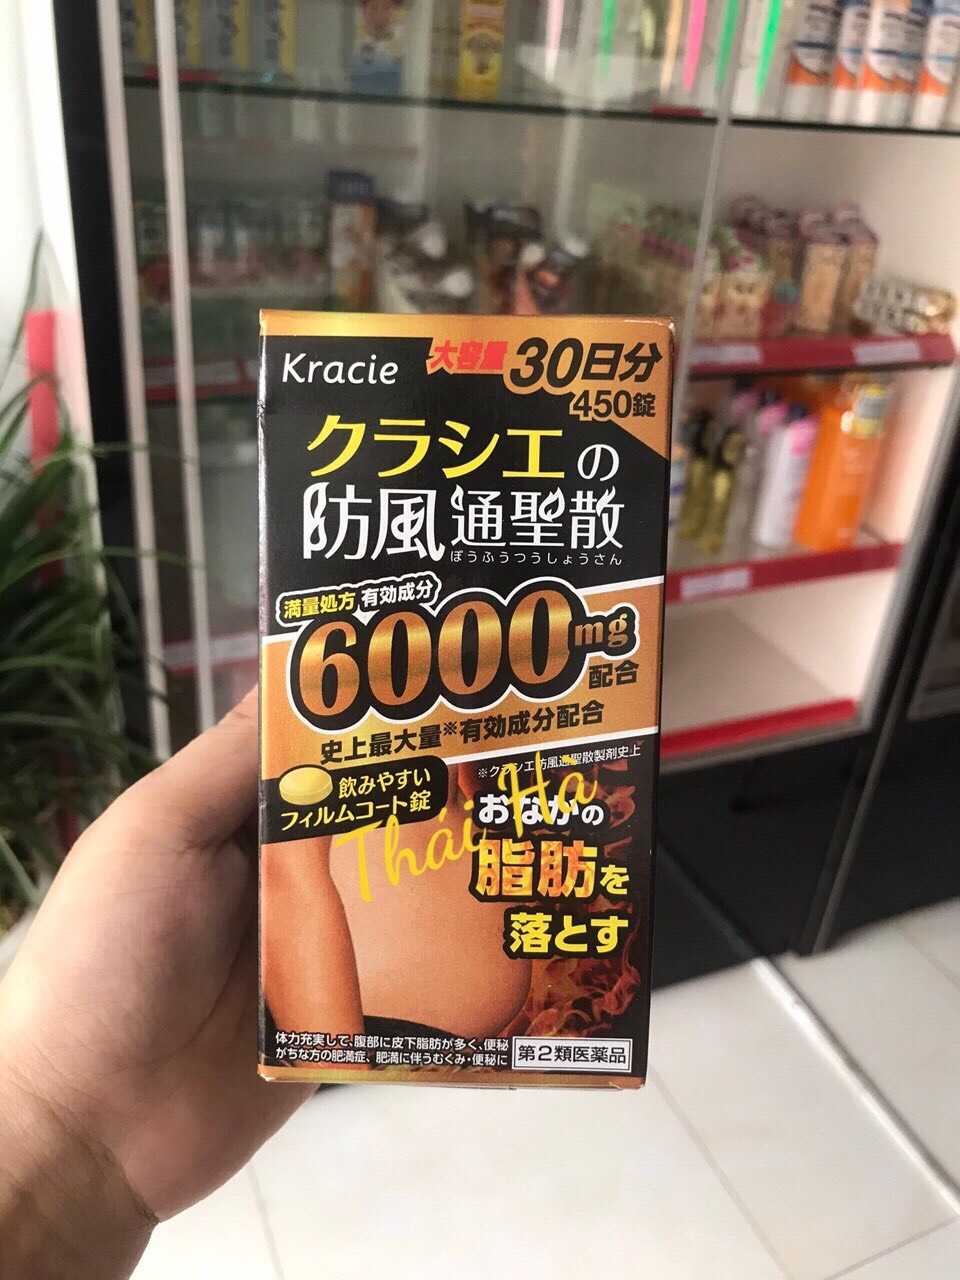 Kracie
大容量 30日分
450錠
クラシエの
防風通聖散
ぼうふうつうしょうさん
満量処方 有効成分
6000mg
配合
史上最大量※有効成分配合
※クラシエ防風通聖散製剤史上
飲みやすい
フィルムコート錠
Thái Hà
おなかの
脂肪を
落とす
体力充実して、腹部に皮下脂肪が多く、便秘
がちな方の肥満症、肥満に伴うむくみ・便秘に
第2類医薬品